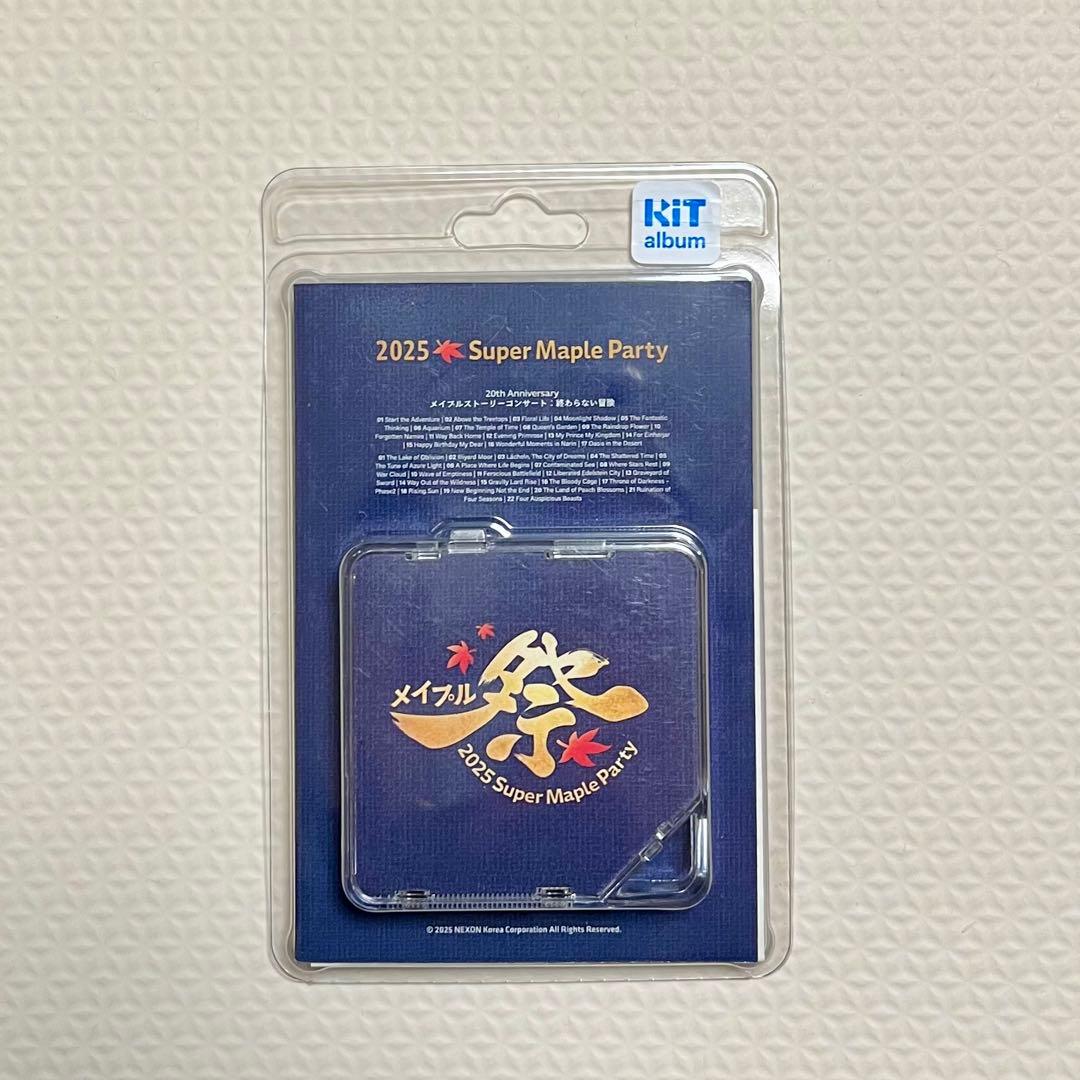 KiT
album
2025 Super Maple Party
20th Anniversary
メイプルストーリーコンサート：終わらない冒険
01 Start the Adventure | 02 Above the Treetops | 03 Floral Life | 04 Moonlight Shadow | 05 The Fantastic
Thinking | 06 Aquarium | 07 The Temple of Time | 08 Queen's Garden | 09 The Raindrop Flower | 10
Forgotten Names | 11 Way Back Home | 12 Evening Primrose | 13 My Prince My Kingdom | 14 For Einherjar
| 15 Happy Birthday My Dear | 16 Wonderful Moments in Narin | 17 Oasis in the Desert
01 The Lake of Oblivion | 02 Illiyard Moor | 03 Lacheln, The City of Dreams | 04 The Shattered Time | 05
The Tune of Azure Light | 06 A Place Where Life Begins | 07 Contaminated Sea | 08 Where Stars Rest | 09
War Cloud | 10 Wave of Emptiness | 11 Ferocious Battlefield | 12 Liberated Edelstein City | 13 Graveyard of
Sword | 14 Way Out of the Wildness | 15 Gravity Lord Rise | 16 The Bloody Cage | 17 Throne of Darkness -
Phase2 | 18 Rising Sun | 19 New Beginning Not the End | 20 The Land of Peach Blossoms | 21 Ruination of
Four Seasons | 22 Four Auspicious Beasts
メイプル
祭
2025 Super Maple Party
© 2025 NEXON Korea Corporation All Rights Reserved.